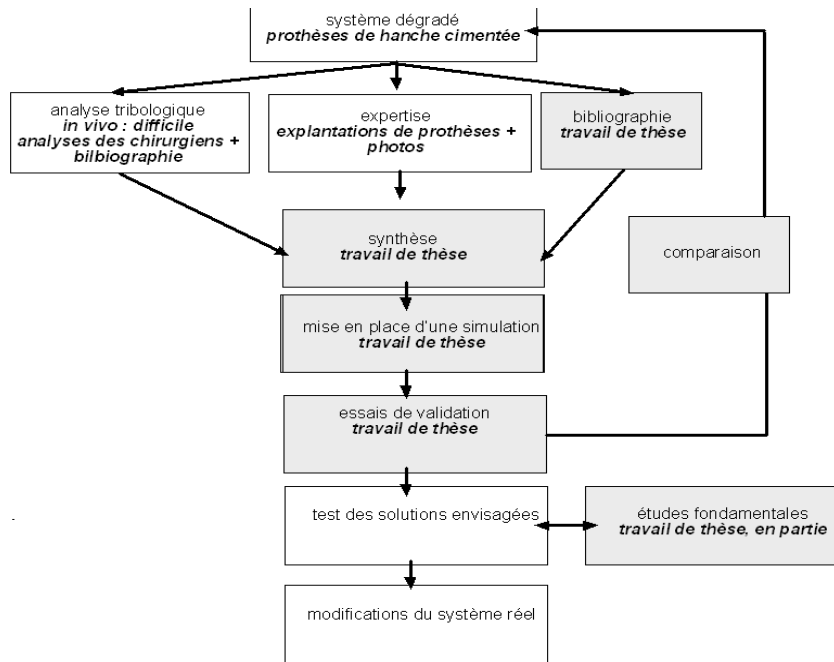 système dégradé
prothèses de hanche cimentée
analyse tribologique
in vivo : difficile
analyses des chirurgiens +
bilbiographie
expertise
explantations de prothèses +
photos
bibliographie
travail de thèse
synthèse
travail de thèse
comparaison
mise en place d'une simulation
travail de thèse
essais de validation
travail de thèse
test des solutions envisagées
études fondamentales
travail de thèse, en partie
modifications du système réel